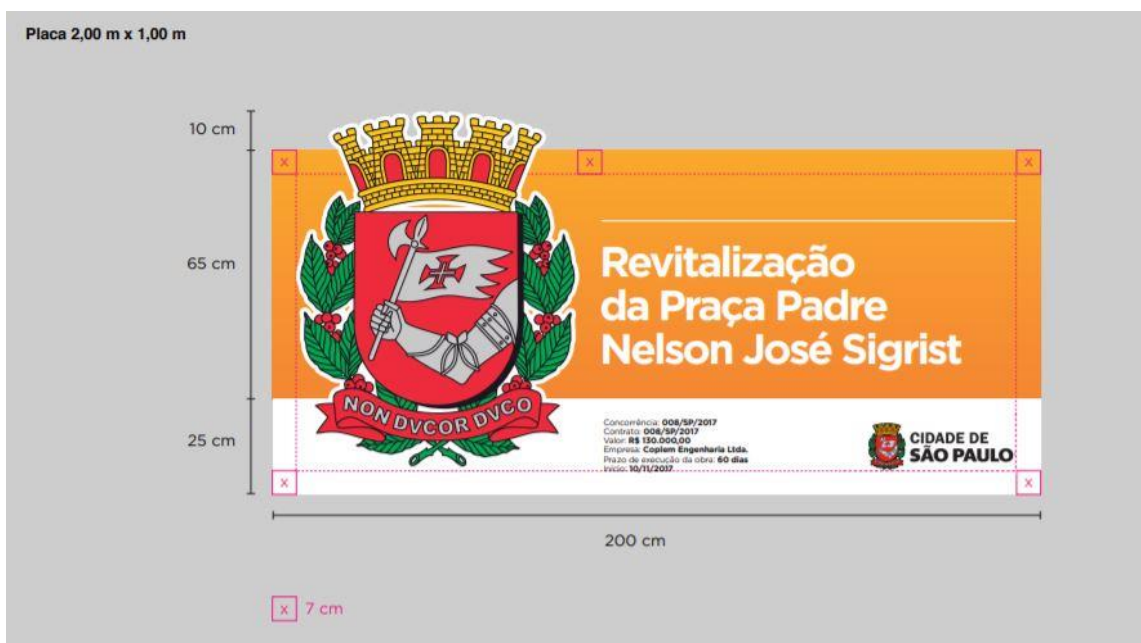 Placa 2,00 m x 1,00 m
10 cm
x
x
x
65 cm
Revitalização
da Praça Padre
Nelson José Sigrist
NON DVCOR DVCO
25 cm
Concorrência: 008/SP/2017
Contrato: 008/SP/2017
Valor: R$ 130.000,00
Empresa: Coplem Engenharia Ltda.
Prazo de execução da obra: 60 dias
Início: 10/11/2017
CIDADE DE
SÃO PAULO
x
x
200 cm
x 7 cm